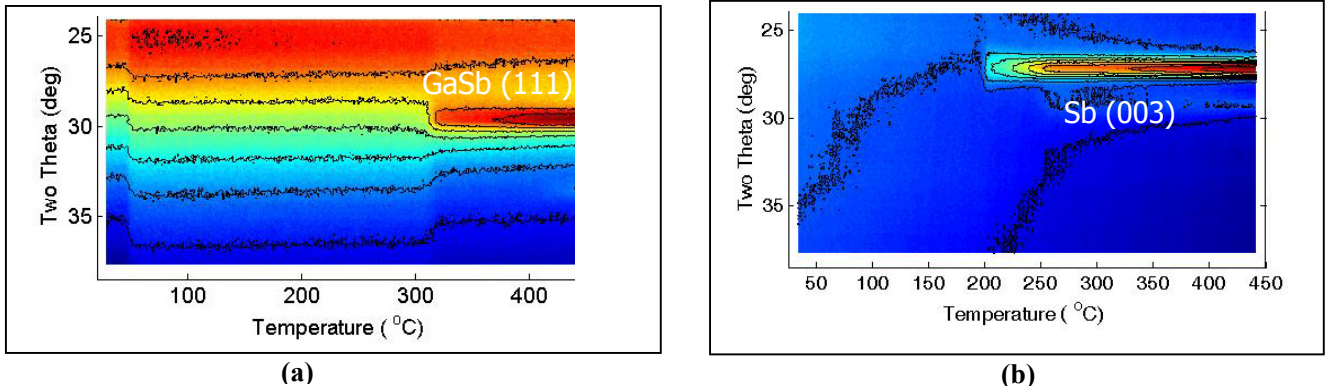 25
30
35
Two Theta (deg)
GaSb (111)
100 200 300 400
Temperature ( °C)
(a)
25
30
35
Two Theta (deg)
Sb (003)
50 100 150 200 250 300 350 400 450
Temperature ( °C)
(b)